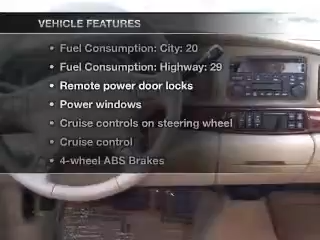 VEHICLE FEATURES
• Fuel Consumption: City: 20
• Fuel Consumption: Highway: 29
• Remote power door locks
• Power windows
• Cruise controls on steering wheel
• Cruise control
• 4-wheel ABS Brakes